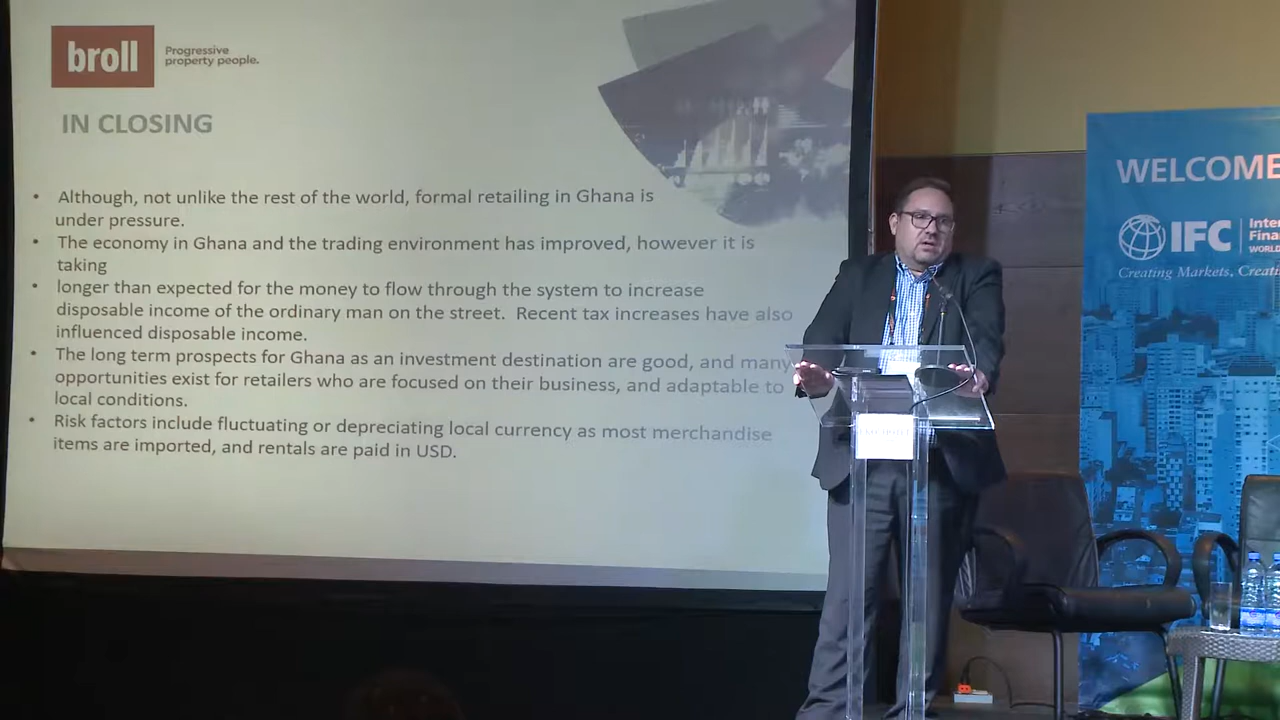 broll
Progressive
property people.
IN CLOSING
• Although, not unlike the rest of the world, formal retailing in Ghana is
under pressure.
• The economy in Ghana and the trading environment has improved, however it is
taking
• longer than expected for the money to flow through the system to increase
disposable income of the ordinary man on the street. Recent tax increases have also
influenced disposable income.
• The long term prospects for Ghana as an investment destination are good, and many
opportunities exist for retailers who are focused on their business, and adaptable to
local conditions.
• Risk factors include fluctuating or depreciating local currency as most merchandise
items are imported, and rentals are paid in USD.
WELCOME
IFC
Inter
Finan
WORLD
Creating Markets, Creati